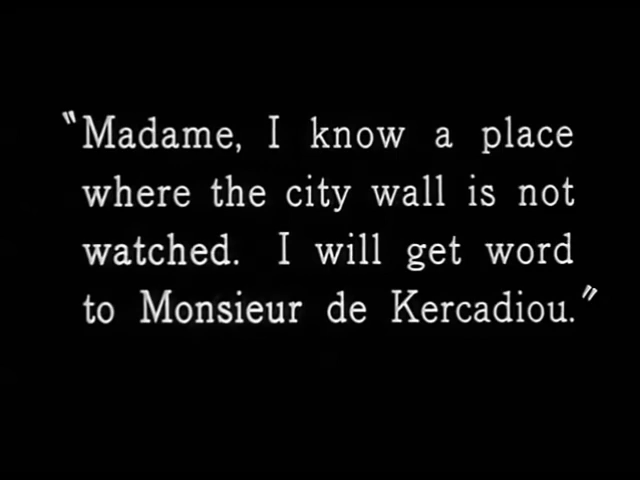 "Madame, I know a place
where the city wall is not
watched. I will get word
to Monsieur de Kercadiou."